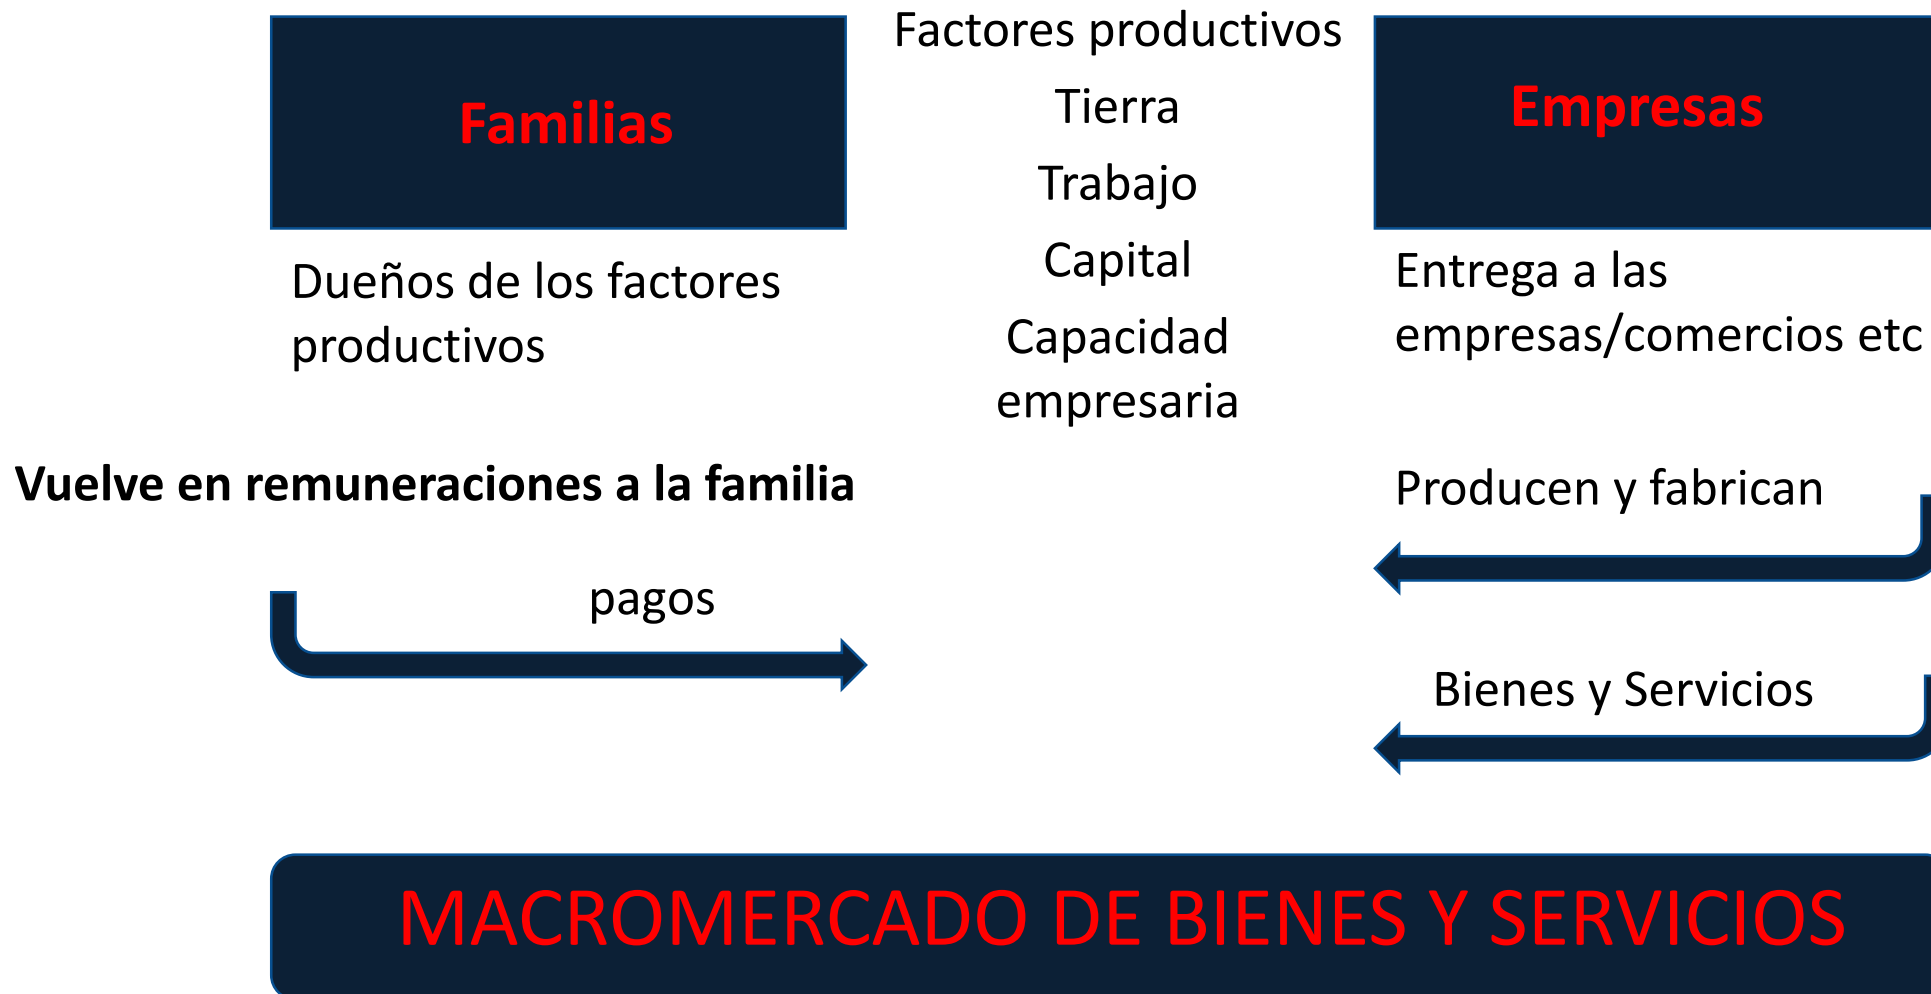 Familias
Dueños de los factores
productivos
Factores productivos
Tierra
Trabajo
Capital
Capacidad
empresaria
Empresas
Entrega a las
empresas/comercios etc
Vuelve en remuneraciones a la familia
pagos
Producen y fabrican
Bienes y Servicios
MACROMERCADO DE BIENES Y SERVICIOS